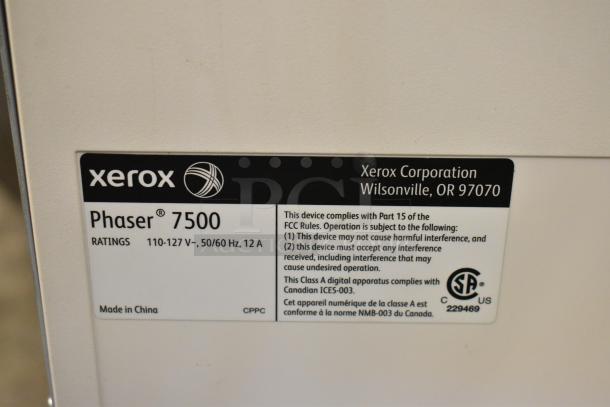 xerox
Xerox Corporation
Wilsonville, OR 97070
Phaser® 7500
RATINGS 110-127 V~, 50/60 Hz, 12 A
Made in China
CPPC
This device complies with Part 15 of the
FCC Rules. Operation is subject to the following:
(1) This device may not cause harmful interference, and
(2) this device must accept any interference
received, including interference that may
cause undesired operation.
This Class A digital apparatus complies with
Canadian ICES-003.
Cet appareil numérique de la classe A est
conforme à la norme NMB-003 du Canada.
SA
C US
229469
PCI